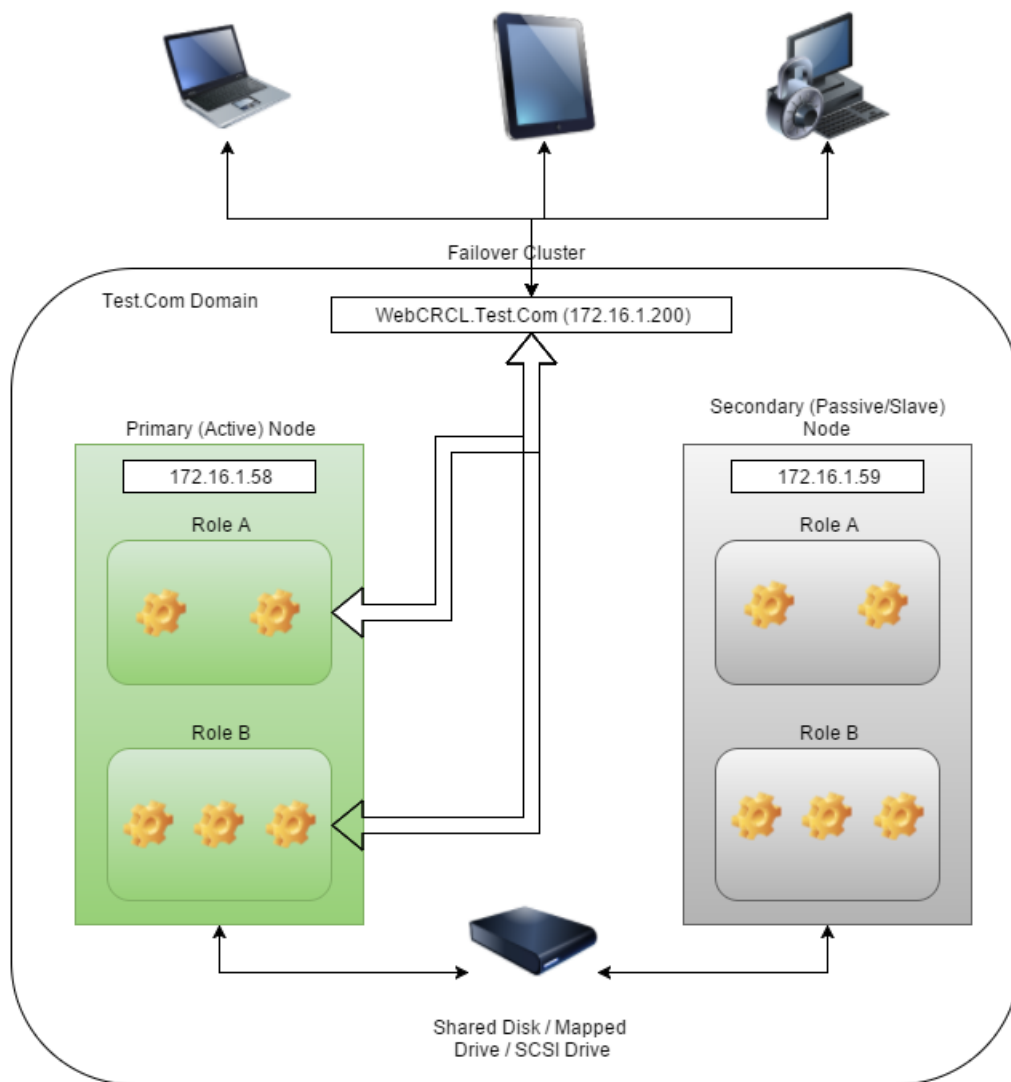 Failover Cluster
Test.Com Domain
WebCRCL.Test.Com (172.16.1.200)
Primary (Active) Node
172.16.1.58
Role A
Role B
Secondary (Passive/Slave)
Node
172.16.1.59
Role A
Role B
Shared Disk / Mapped
Drive / SCSI Drive